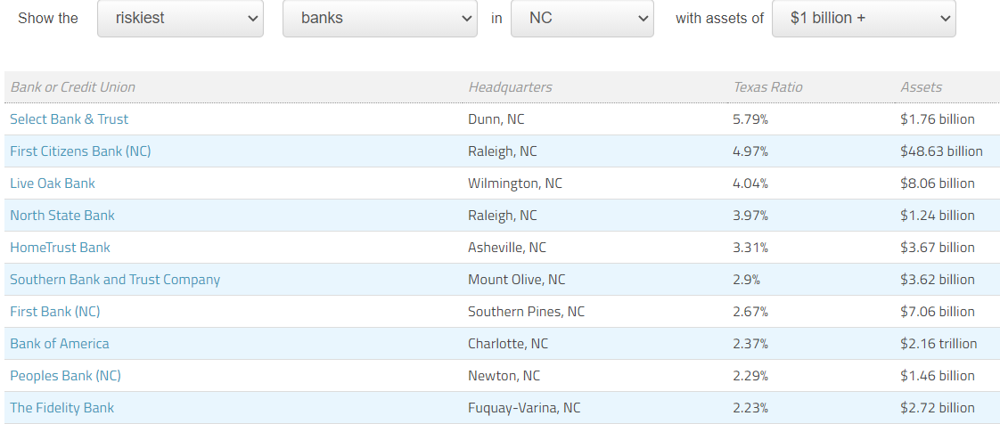 Show the riskiest banks in NC with assets of $1 billion +
Bank or Credit Union Headquarters Texas Ratio Assets
Select Bank & Trust Dunn, NC 5.79% $1.76 billion
First Citizens Bank (NC) Raleigh, NC 4.97% $48.63 billion
Live Oak Bank Wilmington, NC 4.04% $8.06 billion
North State Bank Raleigh, NC 3.97% $1.24 billion
HomeTrust Bank Asheville, NC 3.31% $3.67 billion
Southern Bank and Trust Company Mount Olive, NC 2.9% $3.62 billion
First Bank (NC) Southern Pines, NC 2.67% $7.06 billion
Bank of America Charlotte, NC 2.37% $2.16 trillion
Peoples Bank (NC) Newton, NC 2.29% $1.46 billion
The Fidelity Bank Fuquay-Varina, NC 2.23% $2.72 billion